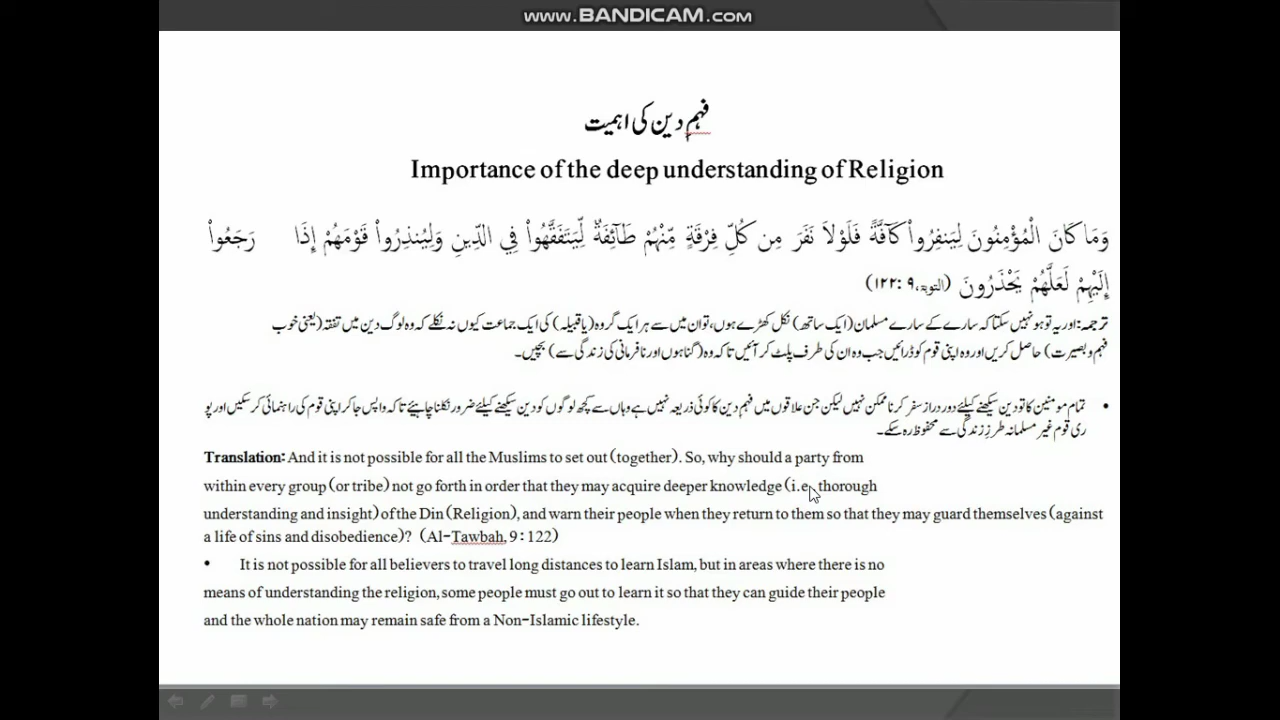 www.BANDICAM.com
فہم دین کی اہمیت
Importance of the deep understanding of Religion
وَمَا كَانَ الْمُؤْمِنُونَ لِيَنفِرُواْ كَآفَّةً فَلَوْلاَ نَفَرَ مِن كُلِّ فِرْقَةٍ مِّنْهُمْ طَآئِفَةٌ لِّيَتَفَقَّهُواْ فِي الدِّينِ وَلِيُنذِرُواْ قَوْمَهُمْ إِذَا رَجَعُواْ
إِلَيْهِمْ لَعَلَّهُمْ يَحْذَرُونَ (التوبہ، ۹: ۱۲۲)
ترجمہ: اور یہ تو ہو نہیں سکتا کہ سارے کے سارے مسلمان (ایک ساتھ) نکل کھڑے ہوں، تو ان میں سے ہر ایک گروہ (یا قبیلہ) کی ایک جماعت کیوں نہ نکلے کہ وہ لوگ دین میں تفقہ (یعنی خوب
فہم و بصیرت) حاصل کریں اور وہ اپنی قوم کو ڈرائیں جب وہ ان کی طرف پلٹ کر آئیں تاکہ وہ (گناہوں اور نافرمانی کی زندگی سے) بچیں۔
• تمام مومنین کا تو دین سیکھنے کیلئے دور دراز سفر کرنا ممکن نہیں لیکن جن علاقوں میں فہم دین کا کوئی ذریعہ نہیں ہے وہاں سے کچھ لوگوں کو دین سیکھنے کیلئے ضرور نکلنا چاہیئے تاکہ واپس جا کر اپنی قوم کی راہنمائی کر سکیں اور پو
ری قوم غیر مسلمانہ طرز زندگی سے محفوظ رہ سکے۔
Translation: And it is not possible for all the Muslims to set out (together). So, why should a party from
within every group (or tribe) not go forth in order that they may acquire deeper knowledge (i.e. thorough
understanding and insight) of the Din (Religion), and warn their people when they return to them so that they may guard themselves (against
a life of sins and disobedience)? (Al-Tawbah, 9:122)
• It is not possible for all believers to travel long distances to learn Islam, but in areas where there is no
means of understanding the religion, some people must go out to learn it so that they can guide their people
and the whole nation may remain safe from a Non-Islamic lifestyle.